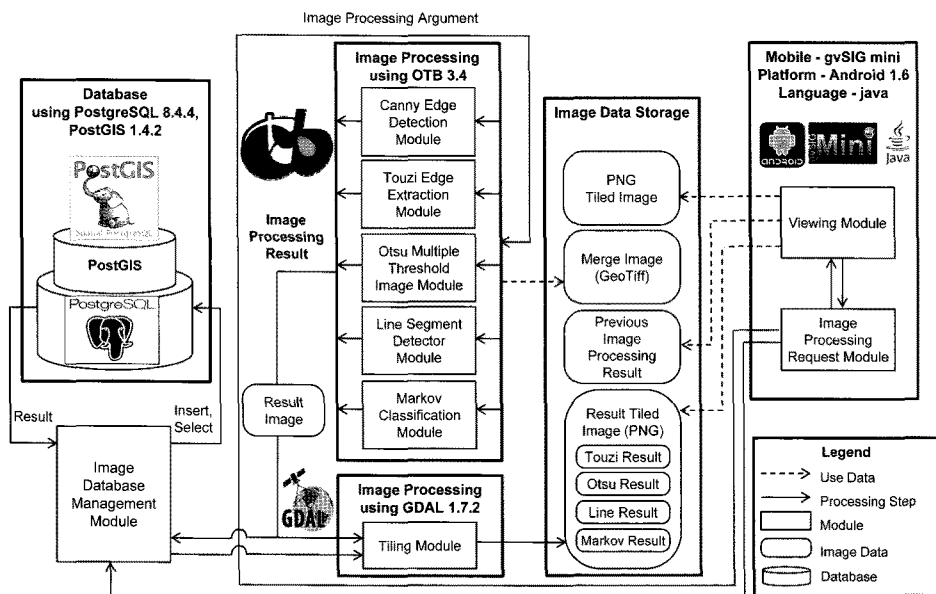 Image Processing Argument
Database
using PostgreSQL 8.4.4,
PostGIS 1.4.2
PostGIS
Spatial PostgreSQL
PostGIS
PostgreSQL
Result
Insert,
Select
Image
Database
Management
Module
Image
Processing
Result
Result
Image
GDAL
Image Processing
using OTB 3.4
Canny Edge
Detection
Module
Touzi Edge
Extraction
Module
Otsu Multiple
Threshold
Image Module
Line Segment
Detector
Module
Markov
Classification
Module
Image Processing
using GDAL 1.7.2
Tiling Module
Image Data Storage
PNG
Tiled Image
Merge Image
(GeoTiff)
Previous
Image
Processing
Result
Result Tiled
Image (PNG)
Touzi Result
Otsu Result
Line Result
Markov Result
Mobile - gvSIG mini
Platform - Android 1.6
Language - java
ANDROID
Mini
Java
Viewing Module
Image
Processing
Request Module
Legend
Use Data
Processing Step
Module
Image Data
Database